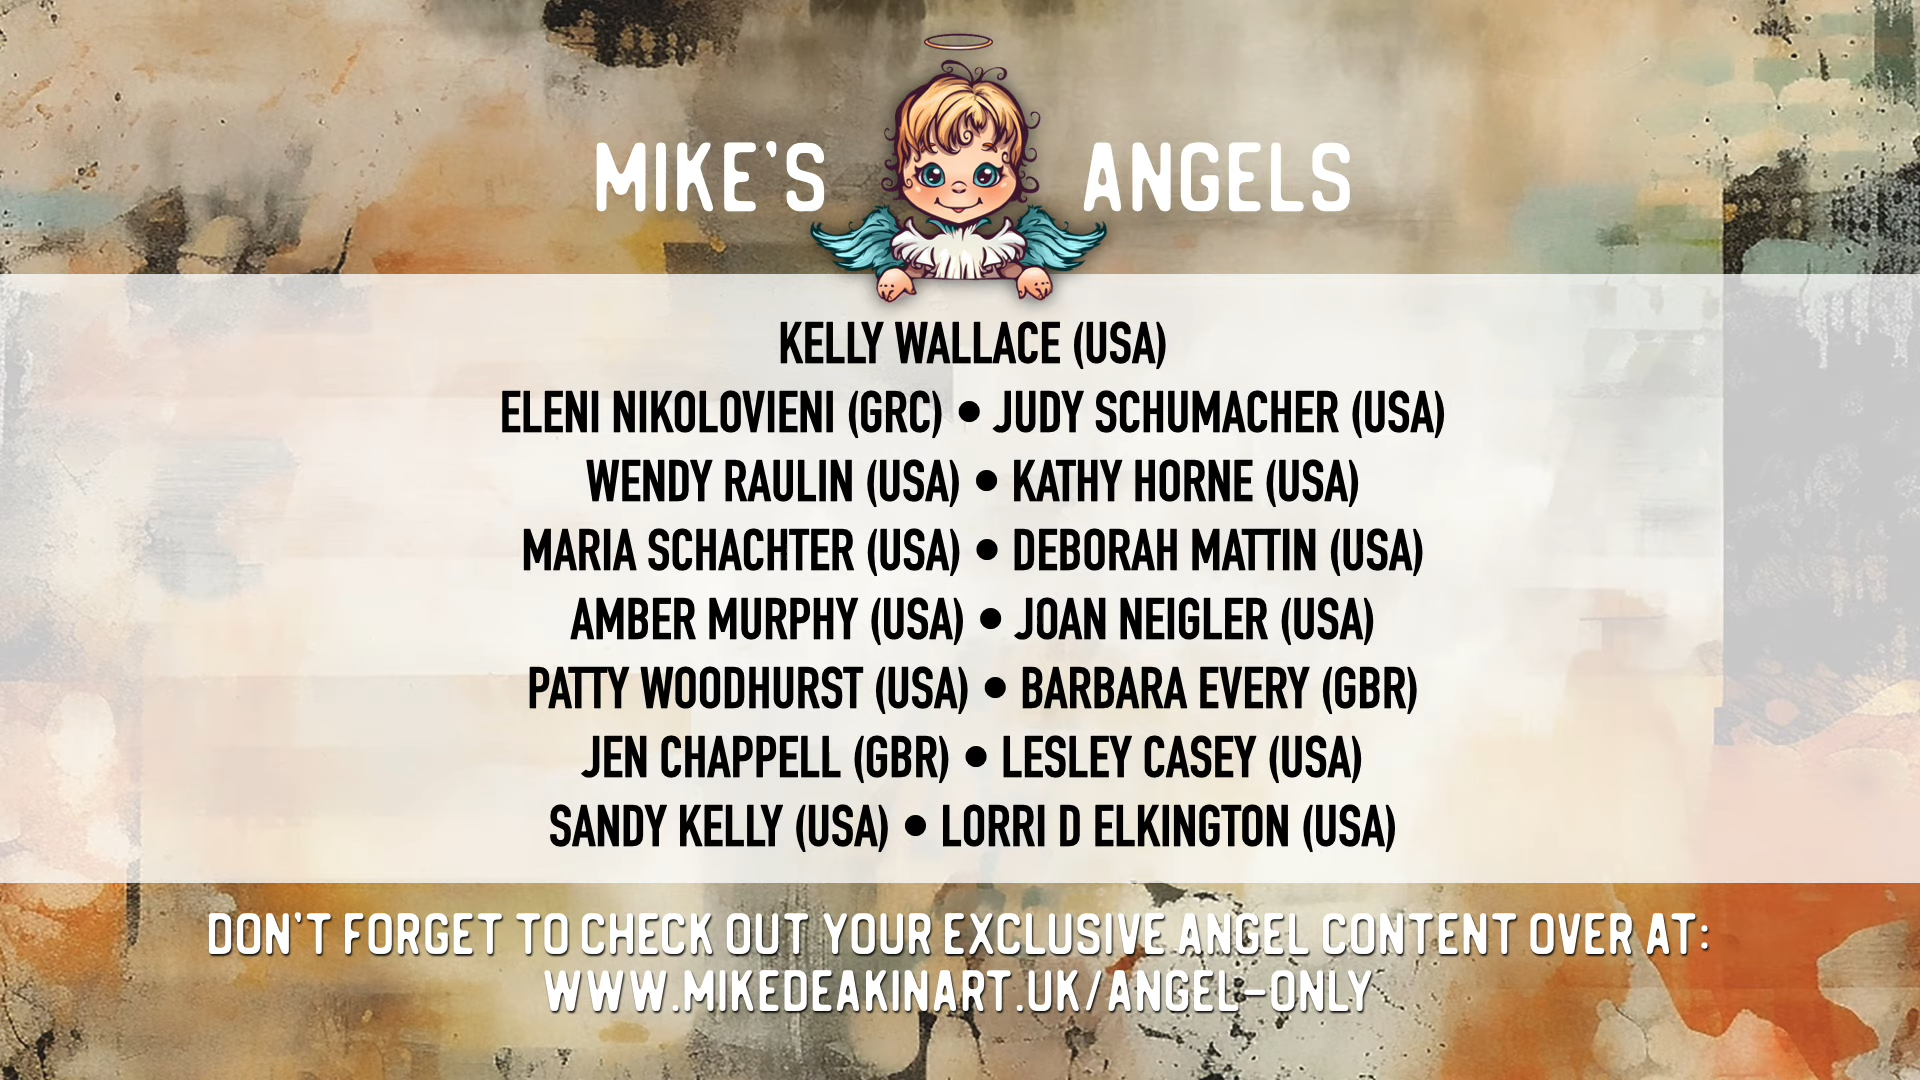 MIKE'S ANGELS
KELLY WALLACE (USA)
ELENI NIKOLOVIENI (GRC) • JUDY SCHUMACHER (USA)
WENDY RAULIN (USA) • KATHY HORNE (USA)
MARIA SCHACHTER (USA) • DEBORAH MATTIN (USA)
AMBER MURPHY (USA) • JOAN NEIGLER (USA)
PATTY WOODHURST (USA) • BARBARA EVERY (GBR)
JEN CHAPPELL (GBR) • LESLEY CASEY (USA)
SANDY KELLY (USA) • LORRI D ELKINGTON (USA)
DON'T FORGET TO CHECK OUT YOUR EXCLUSIVE ANGEL CONTENT OVER AT:
WWW.MIKEDEAKINART.UK/ANGEL-ONLY